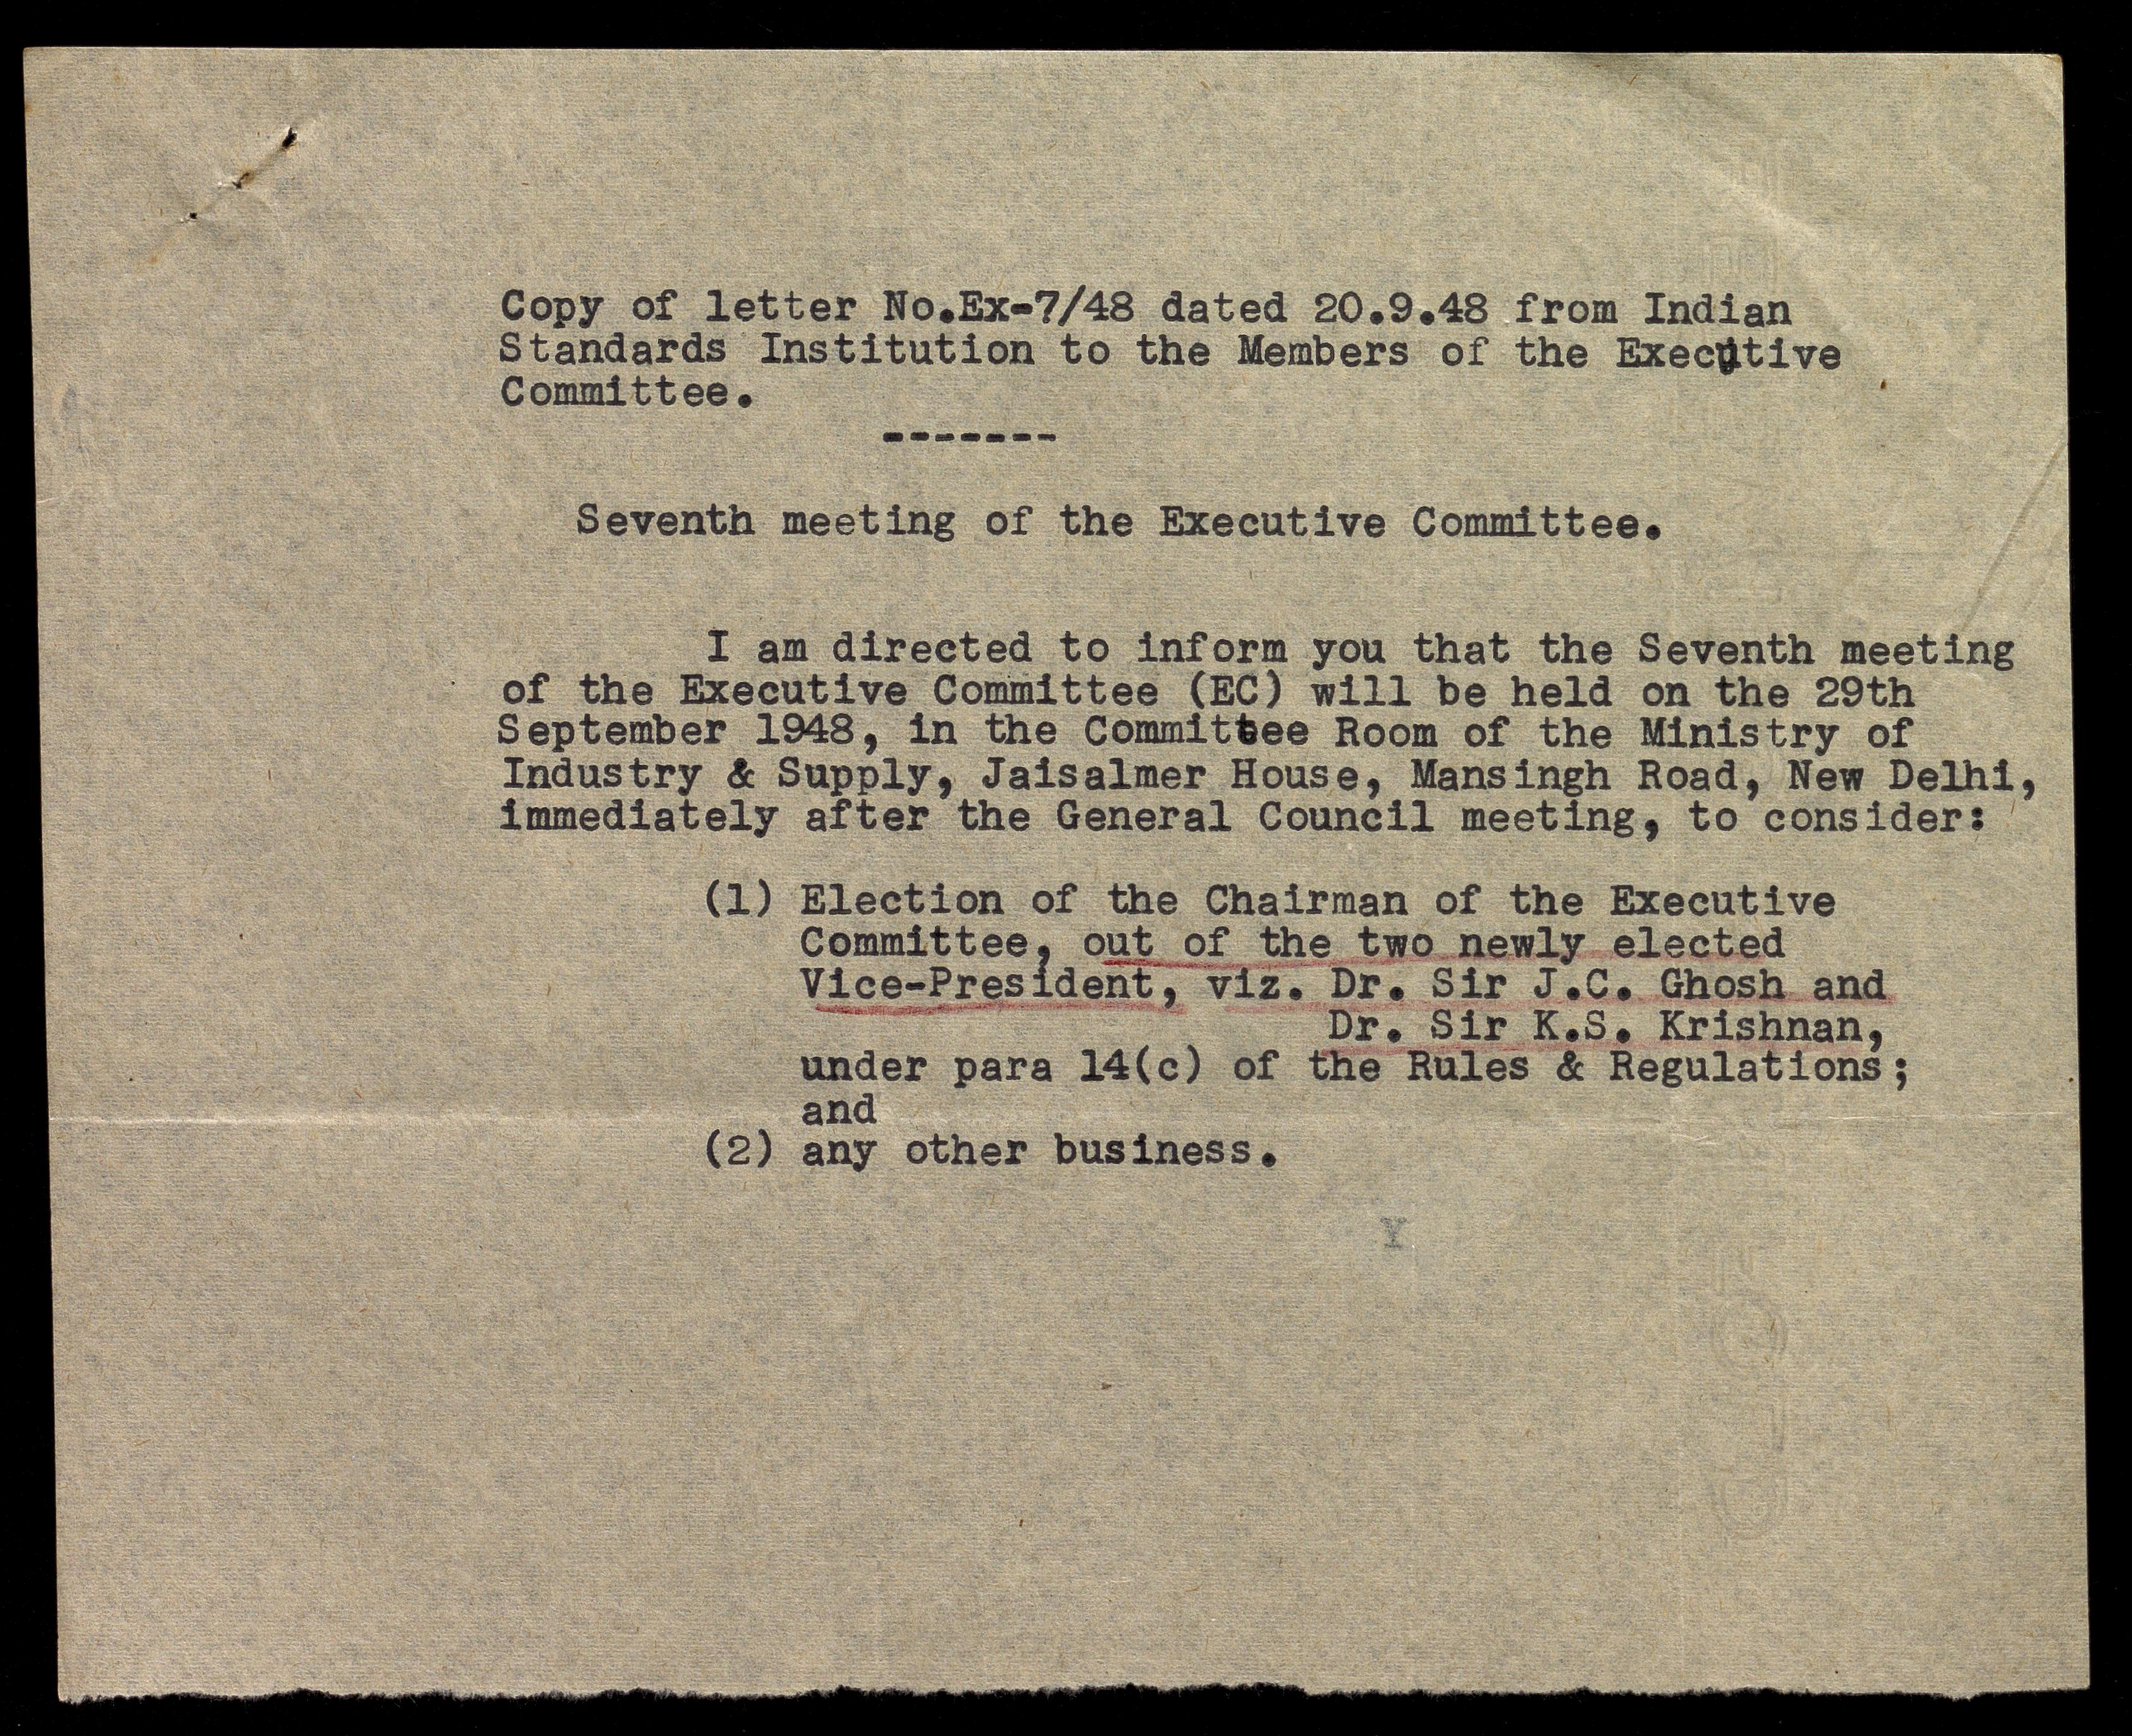 Copy of letter No.Ex-7/48 dated 20.9.48 from Indian
Standards Institution to the Members of the Executive
Committee.
-------
Seventh meeting of the Executive Committee.
I am directed to inform you that the Seventh meeting
of the Executive Committee (EC) will be held on the 29th
September 1948, in the Committee Room of the Ministry of
Industry & Supply, Jaisalmer House, Mansingh Road, New Delhi,
immediately after the General Council meeting, to consider:
(1) Election of the Chairman of the Executive
Committee, out of the two newly elected
Vice-President, viz. Dr. Sir J.C. Ghosh and
Dr. Sir K.S. Krishnan,
under para 14(c) of the Rules & Regulations;
and
(2) any other business.
Y